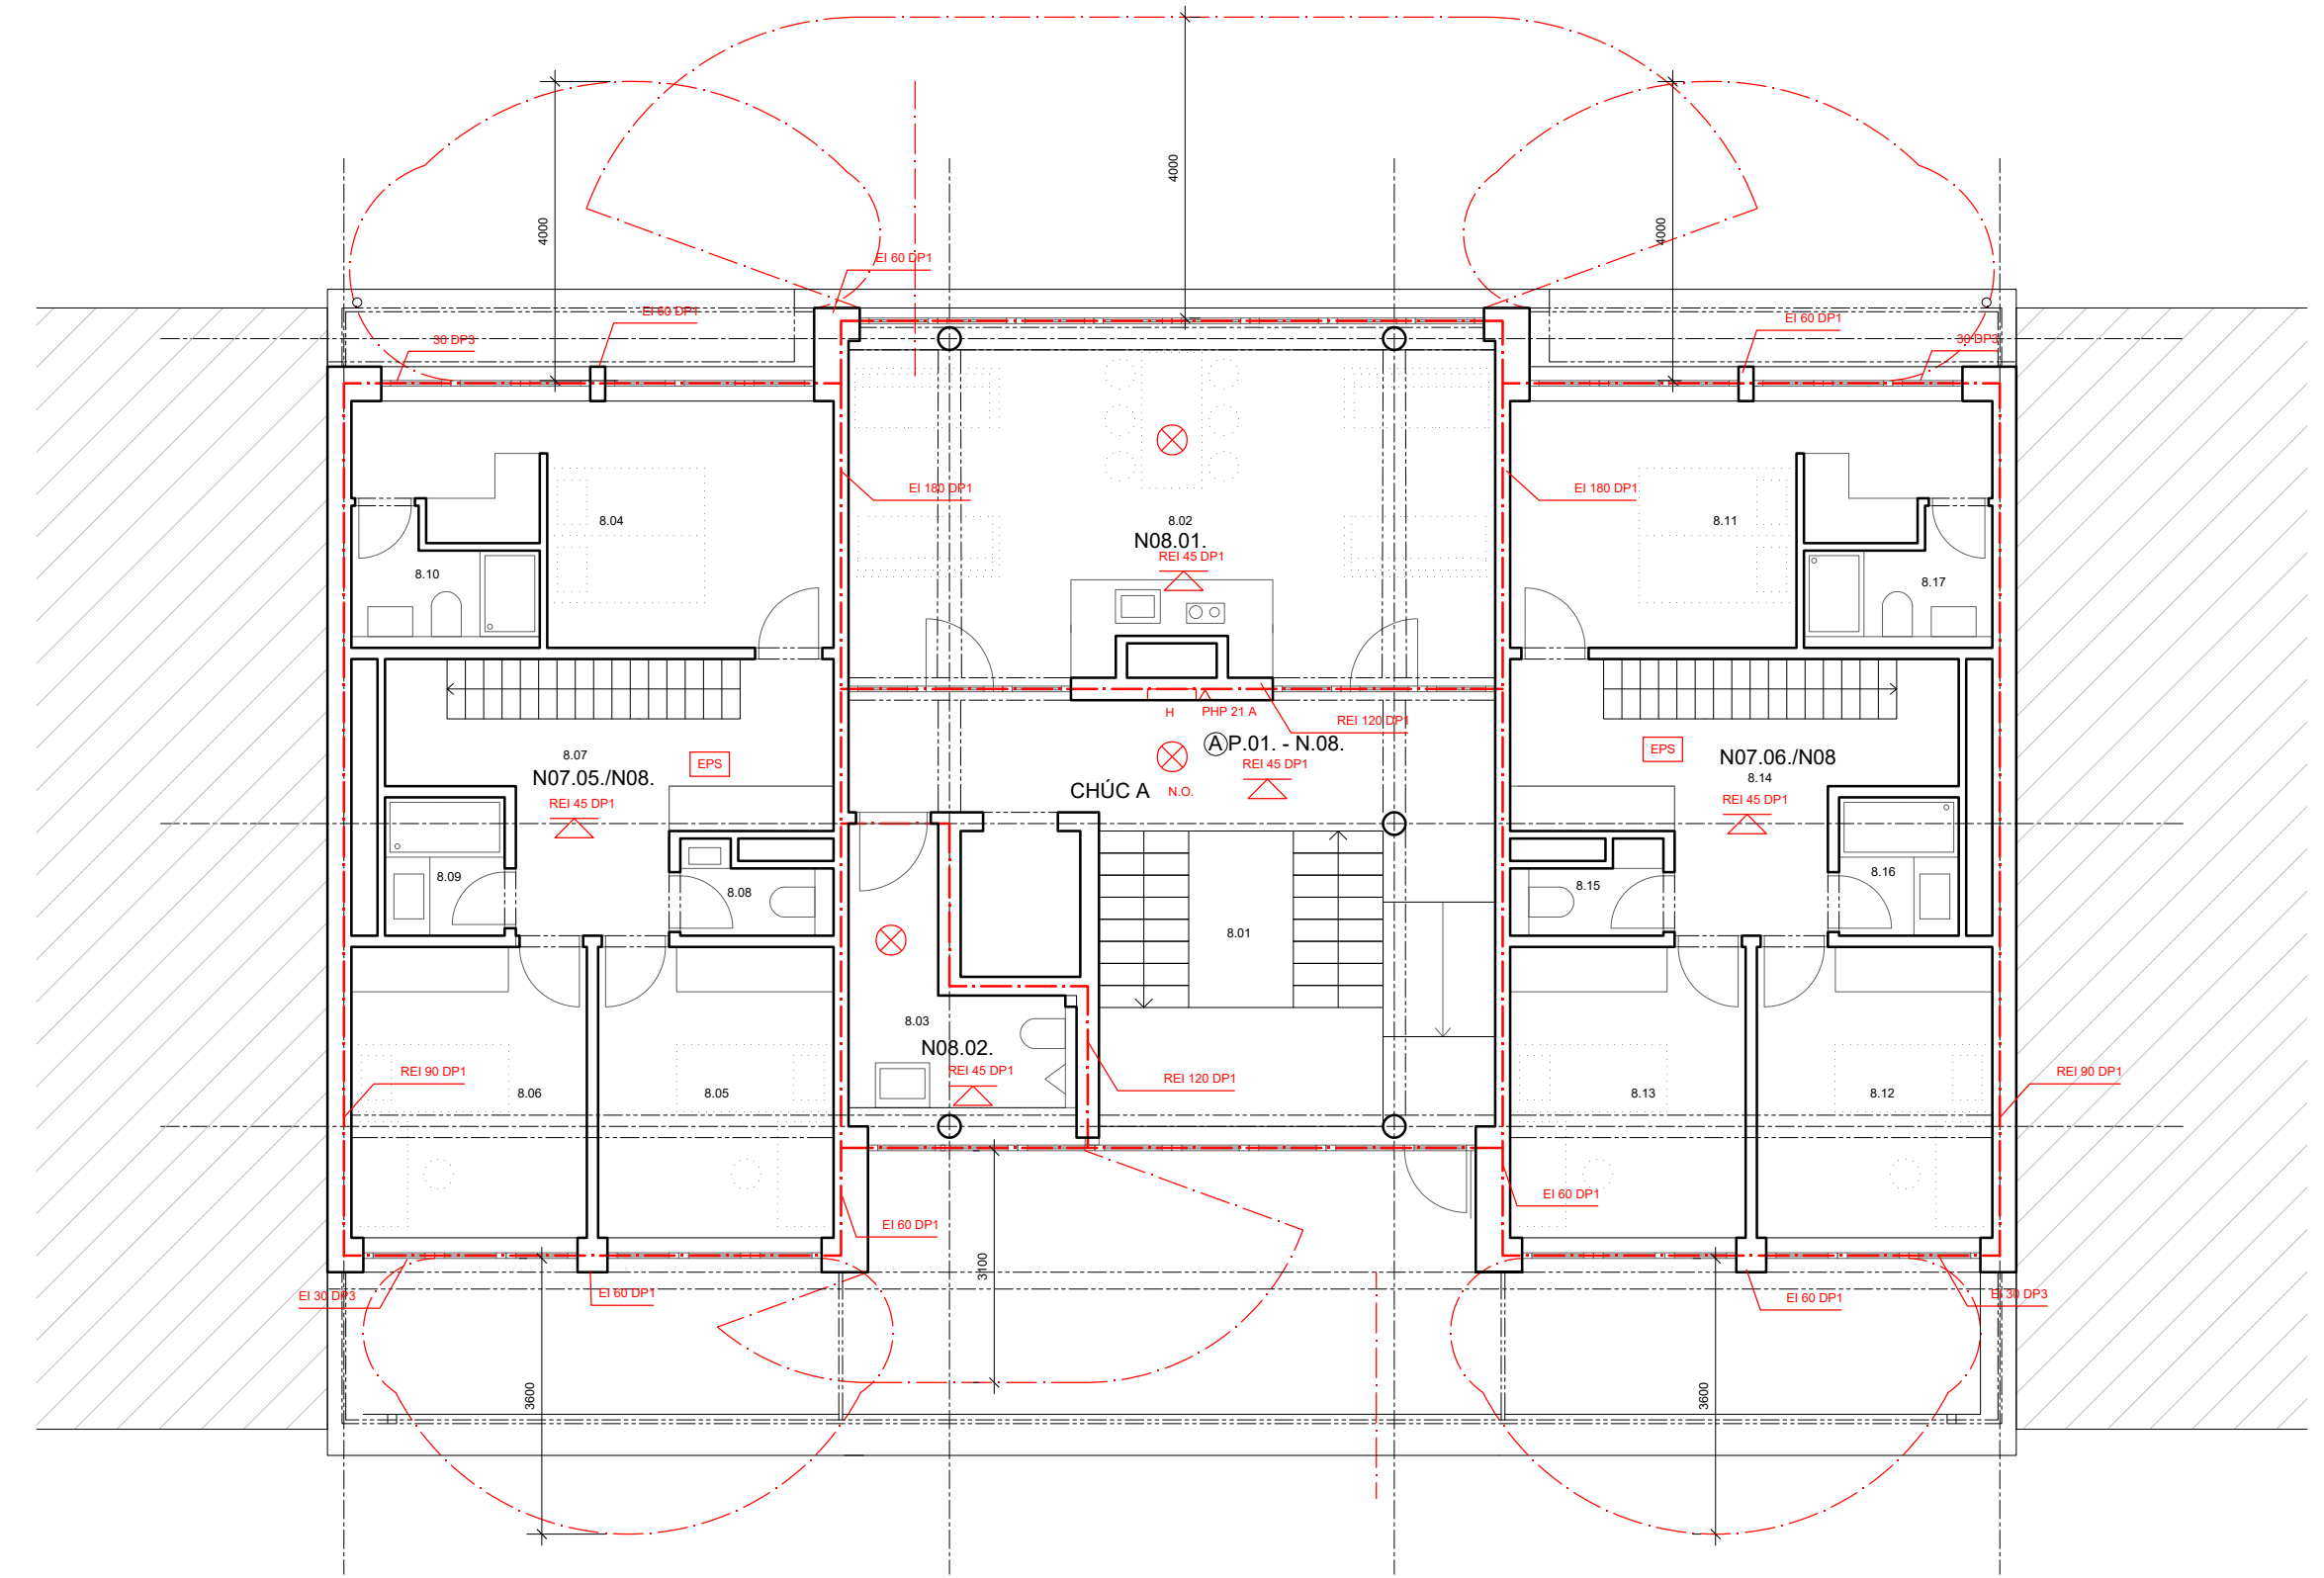 4000
4000
4000
EI 60 DP1
EI 60 DP1
EI 60 DP1
30 DP3
30 DP3
EI 180 DP1
EI 180 DP1
8.04
8.02
8.11
N08.01.
REI 45 DP1
8.10
8.17
H
PHP 21 A
REI 120 DP1
A P.01. - N.08.
REI 45 DP1
CHÚC A
N.O.
8.07
N07.05./N08.
EPS
REI 45 DP1
EPS
N07.06./N08
8.14
REI 45 DP1
8.09
8.08
8.15
8.16
8.01
8.03
N08.02.
REI 45 DP1
REI 120 DP1
REI 90 DP1
REI 90 DP1
8.06
8.05
8.13
8.12
EI 60 DP1
EI 60 DP1
3100
EI 30 DP3
EI 60 DP1
EI 60 DP1
EI 30 DP3
3600
3600